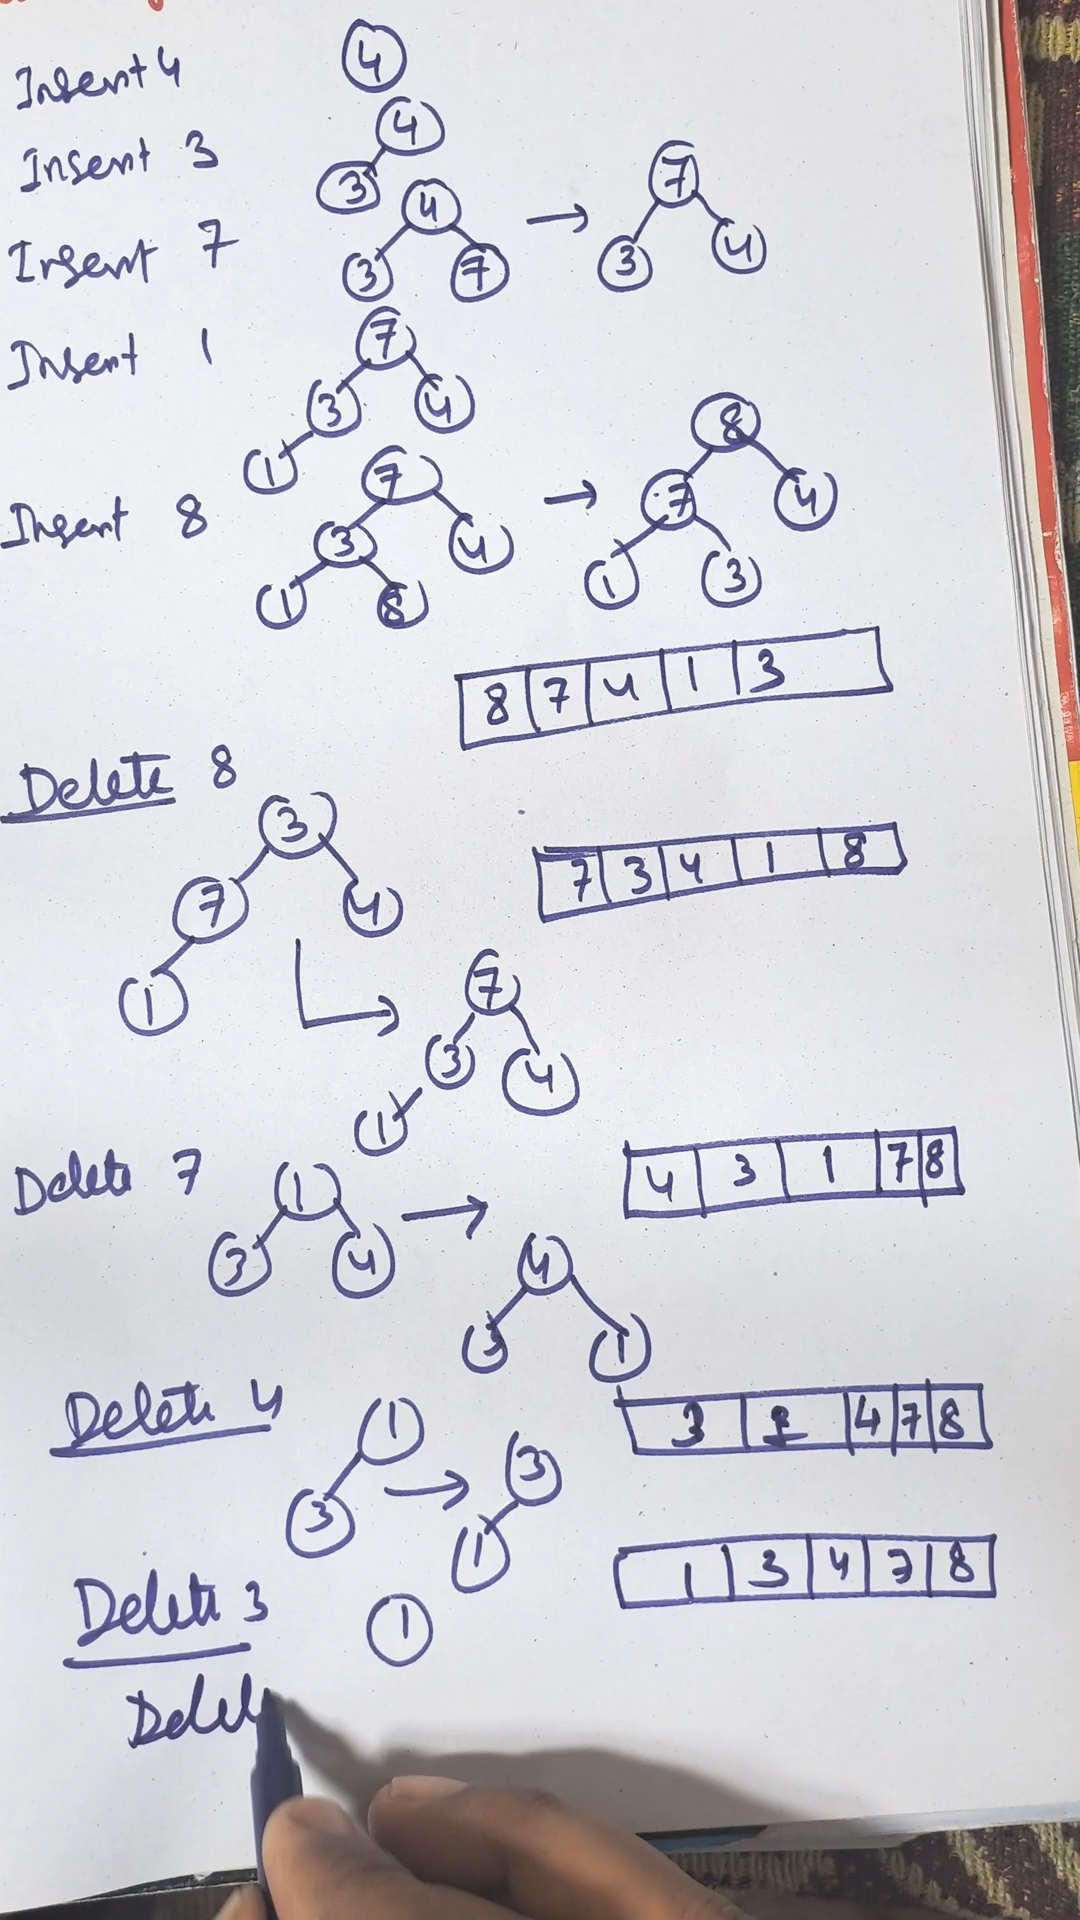 Insert 4
4
Insert 3
4
3
Insert 7
4
3 7
→
7
3 4
Insert 1
7
3 4
1
Insert 8
7
3 4
1 8
→
8
7 4
1 3
8 7 4 1 3
Delete 8
3
7 4
1
7 3 4 1 8
7
3 4
1
Delete 7
1
3 4
→
4
3 1
4 3 1 7 8
Delete 4
1
3
→
3
1
3 1 4 7 8
Delete 3
1
1 3 4 7 8
Delet